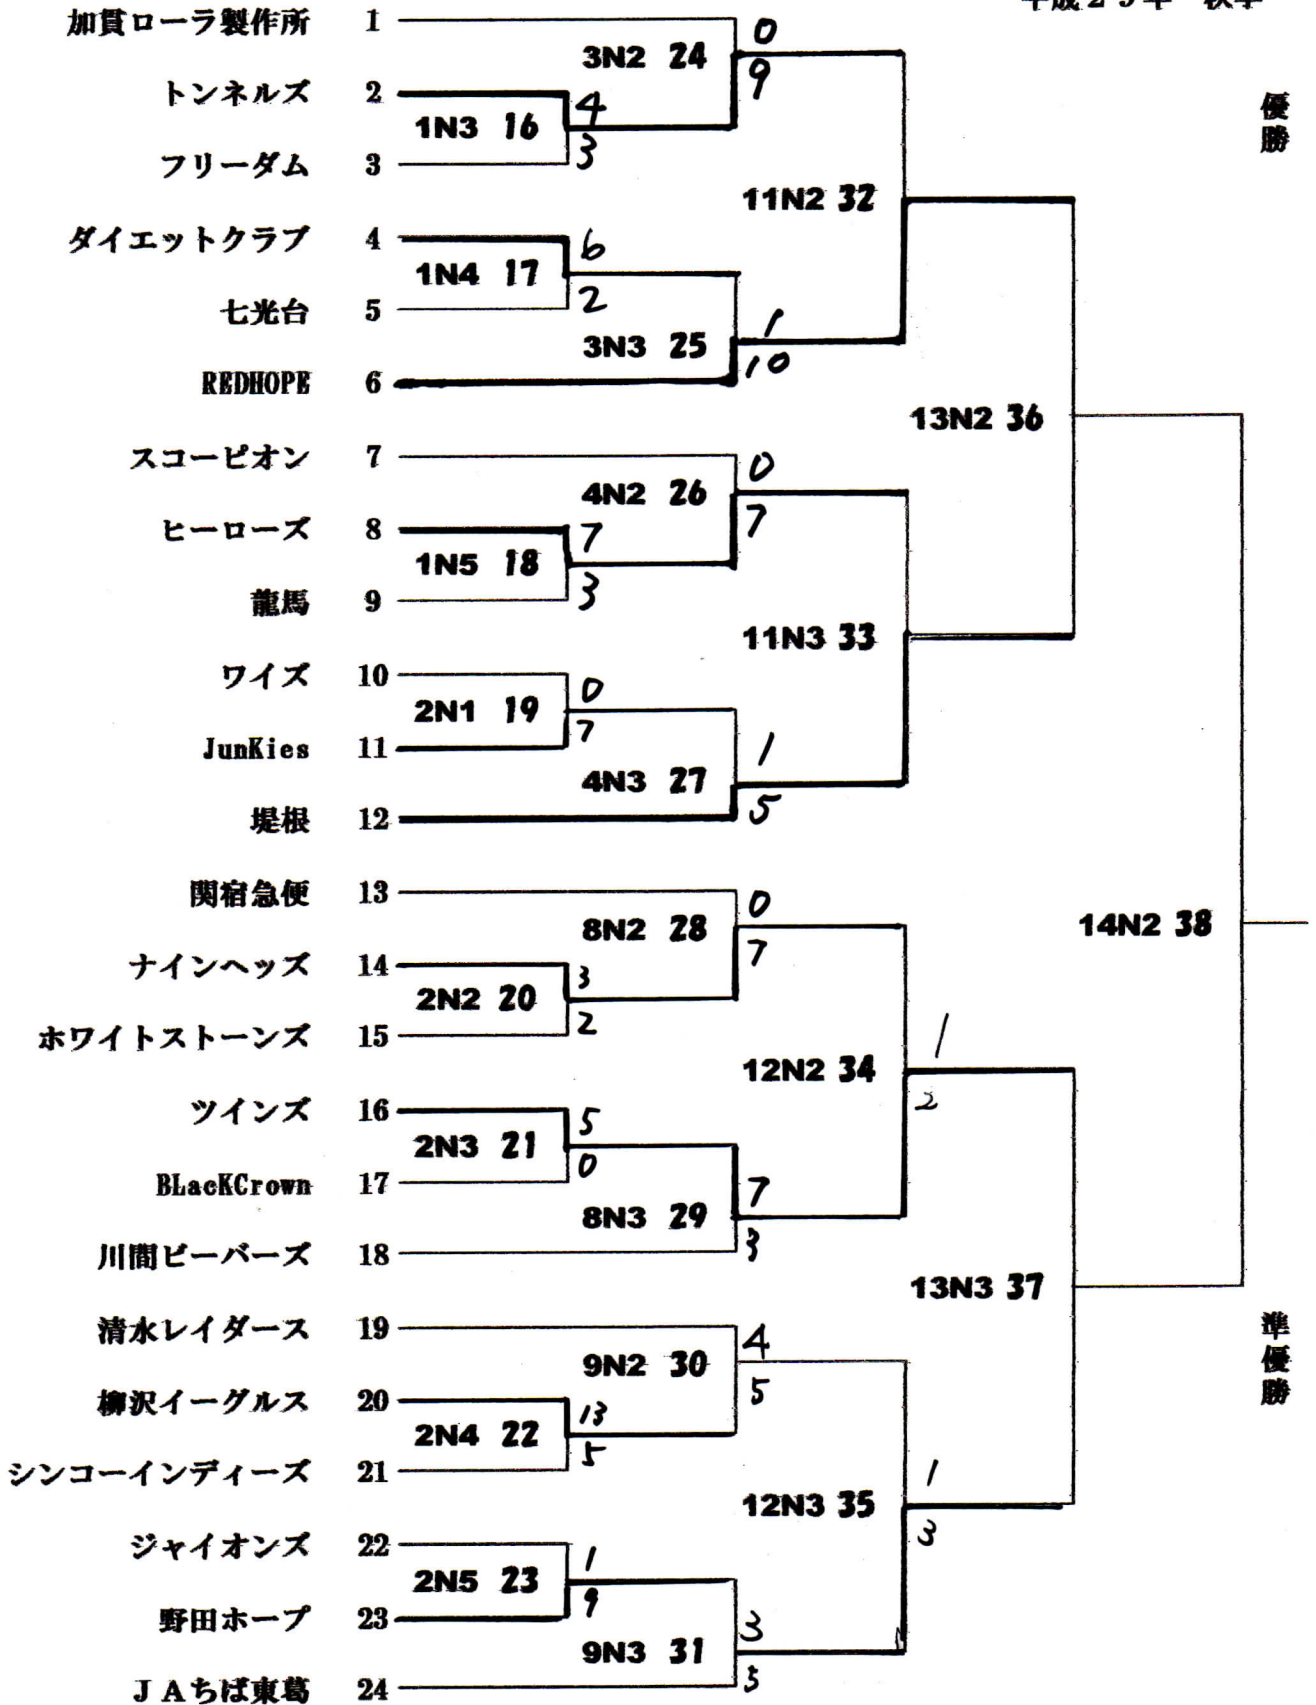 加貫ローラ製作所 1
0
3N2 24
9
トンネルズ 2
4
1N3 16
3
フリーダム 3
優勝
11N2 32
ダイエットクラブ 4
6
1N4 17
2
七光台 5
1
3N3 25
10
REDHOPE 6
13N2 36
スコーピオン 7
0
4N2 26
7
ヒーローズ 8
7
1N5 18
3
龍馬 9
11N3 33
ワイズ 10
0
2N1 19
7
JunKies 11
1
4N3 27
5
堤根 12
関宿急便 13
0
8N2 28
7
14N2 38
ナインヘッズ 14
3
2N2 20
2
ホワイトストーンズ 15
1
12N2 34
2
ツインズ 16
5
2N3 21
0
BLacKCrown 17
7
8N3 29
3
川間ビーバーズ 18
13N3 37
清水レイダース 19
4
9N2 30
5
準優勝
柳沢イーグルス 20
13
2N4 22
5
シンコーインディーズ 21
1
12N3 35
3
ジャイオンズ 22
1
2N5 23
9
野田ホープ 23
3
9N3 31
5
JAちば東葛 24